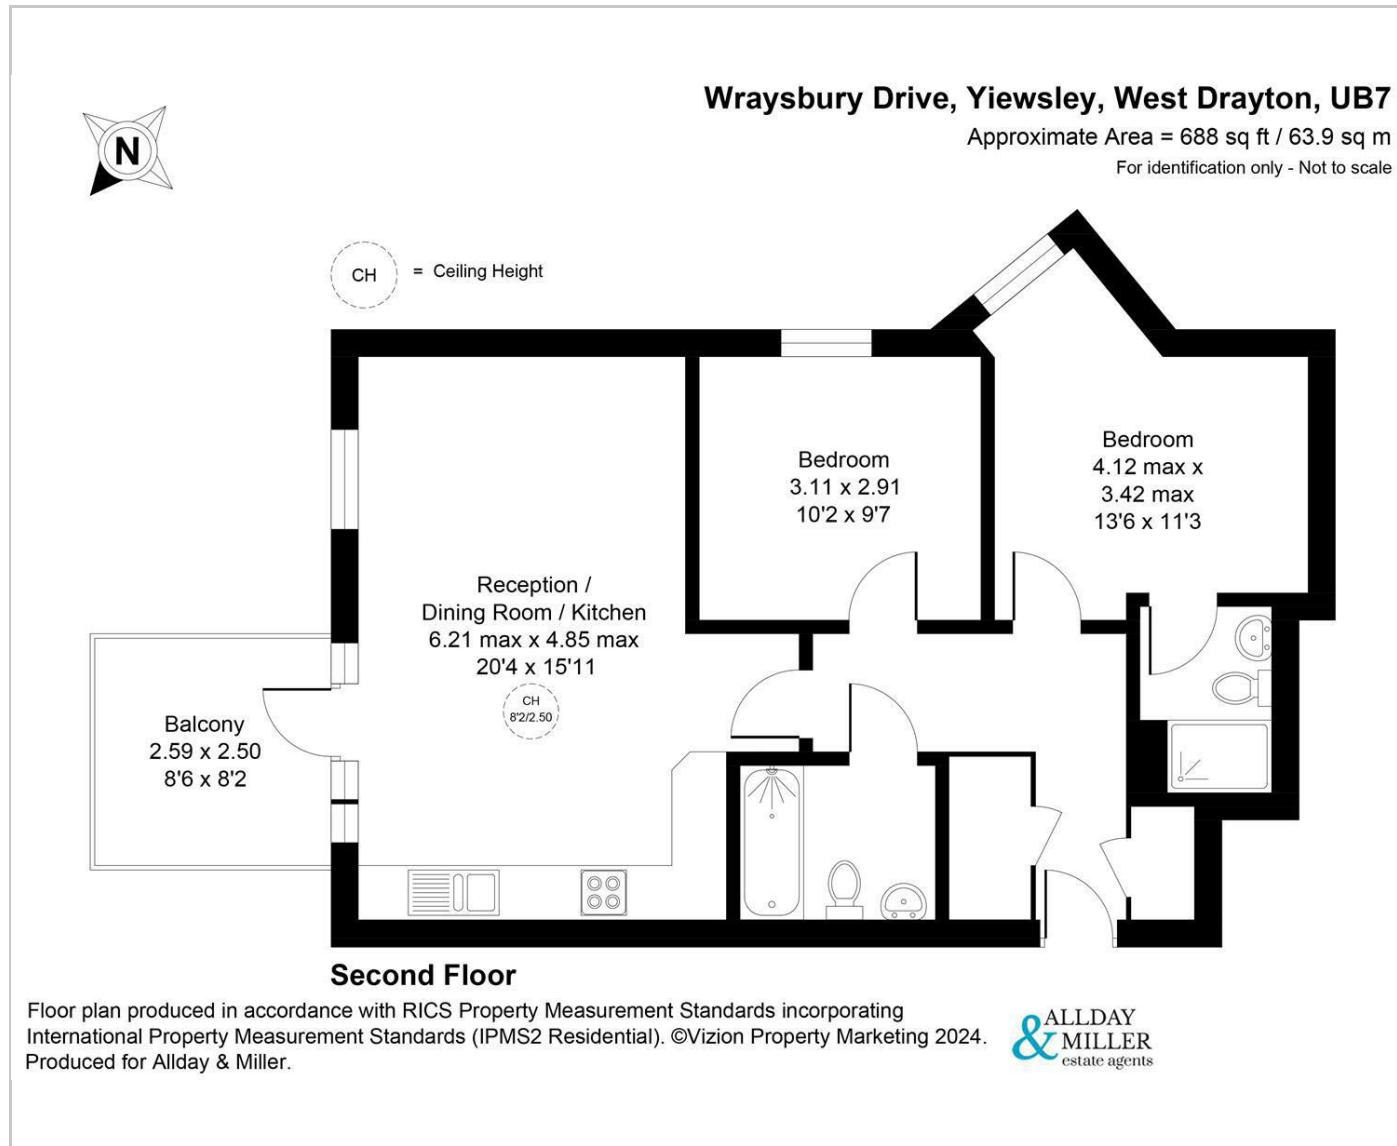 Wraysbury Drive, Yiewsley, West Drayton, UB7
Approximate Area = 688 sq ft / 63.9 sq m
For identification only - Not to scale
N
CH
= Ceiling Height
Bedroom
3.11 x 2.91
10'2 x 9'7
Bedroom
4.12 max x
3.42 max
13'6 x 11'3
Reception /
Dining Room / Kitchen
6.21 max x 4.85 max
20'4 x 15'11
CH
8'2/2.50
Balcony
2.59 x 2.50
8'6 x 8'2
Second Floor
Floor plan produced in accordance with RICS Property Measurement Standards incorporating
International Property Measurement Standards (IPMS2 Residential). ©Vizion Property Marketing 2024.
Produced for Allday & Miller.
ALLDAY
& MILLER
estate agents